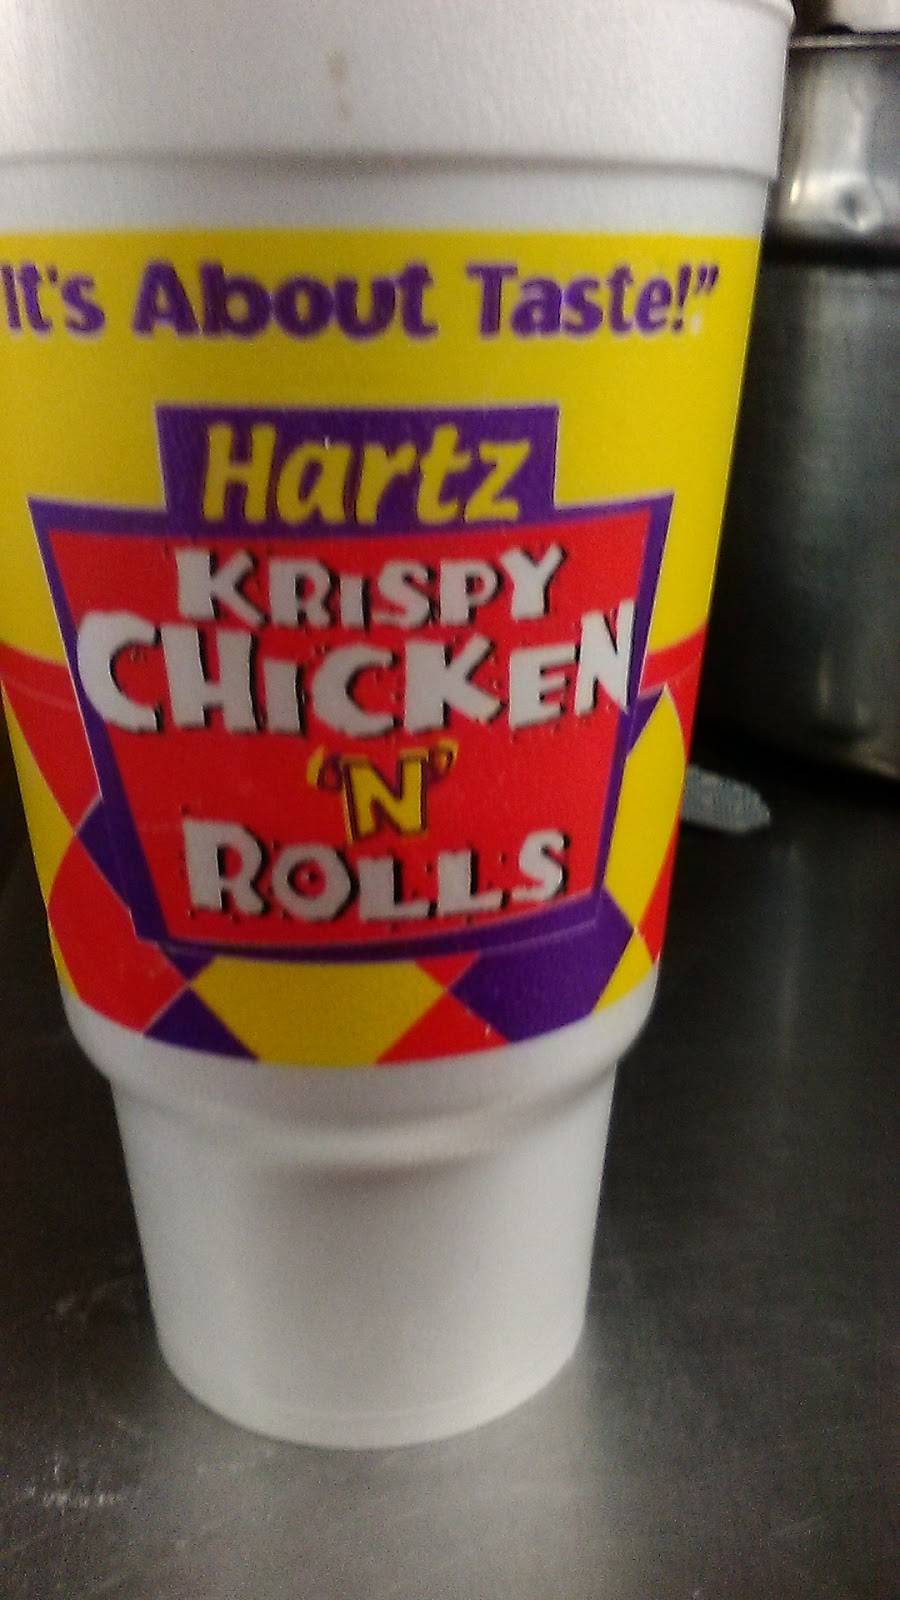 It's About Taste!"
Hartz
KRISPY
CHICKEN
'N'
ROLLS